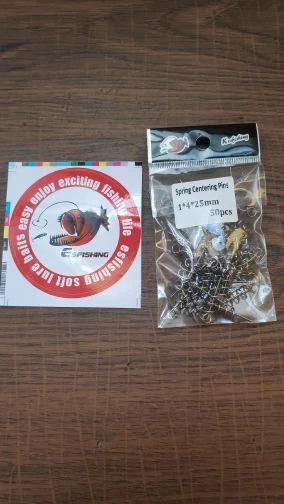 easy enjoy exciting fishing life
esfishing soft lure baits
ESFISHING
Spring Centering Pins
1*4*25mm
50pcs